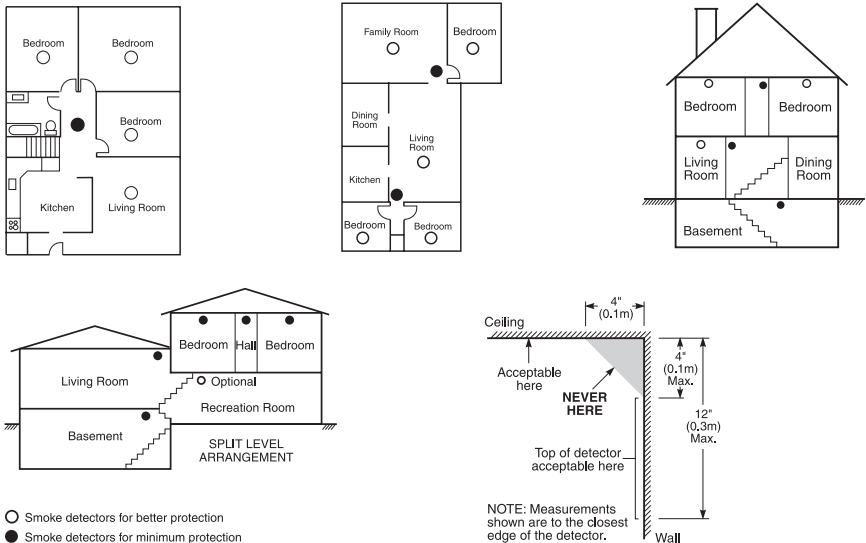 Bedroom
Bedroom
Bedroom
Kitchen
Living Room
Family Room
Bedroom
Dining
Room
Living
Room
Kitchen
Bedroom
Bedroom
Bedroom
Bedroom
Living
Room
Dining
Room
Basement
Bedroom
Hall
Bedroom
Living Room
Optional
Recreation Room
Basement
SPLIT LEVEL
ARRANGEMENT
4"
(0.1m)
Ceiling
Acceptable
here
NEVER
HERE
4"
(0.1m)
Max.
12"
(0.3m)
Max.
Top of detector
acceptable here
NOTE: Measurements
shown are to the closest
edge of the detector.
Wall
Smoke detectors for better protection
Smoke detectors for minimum protection